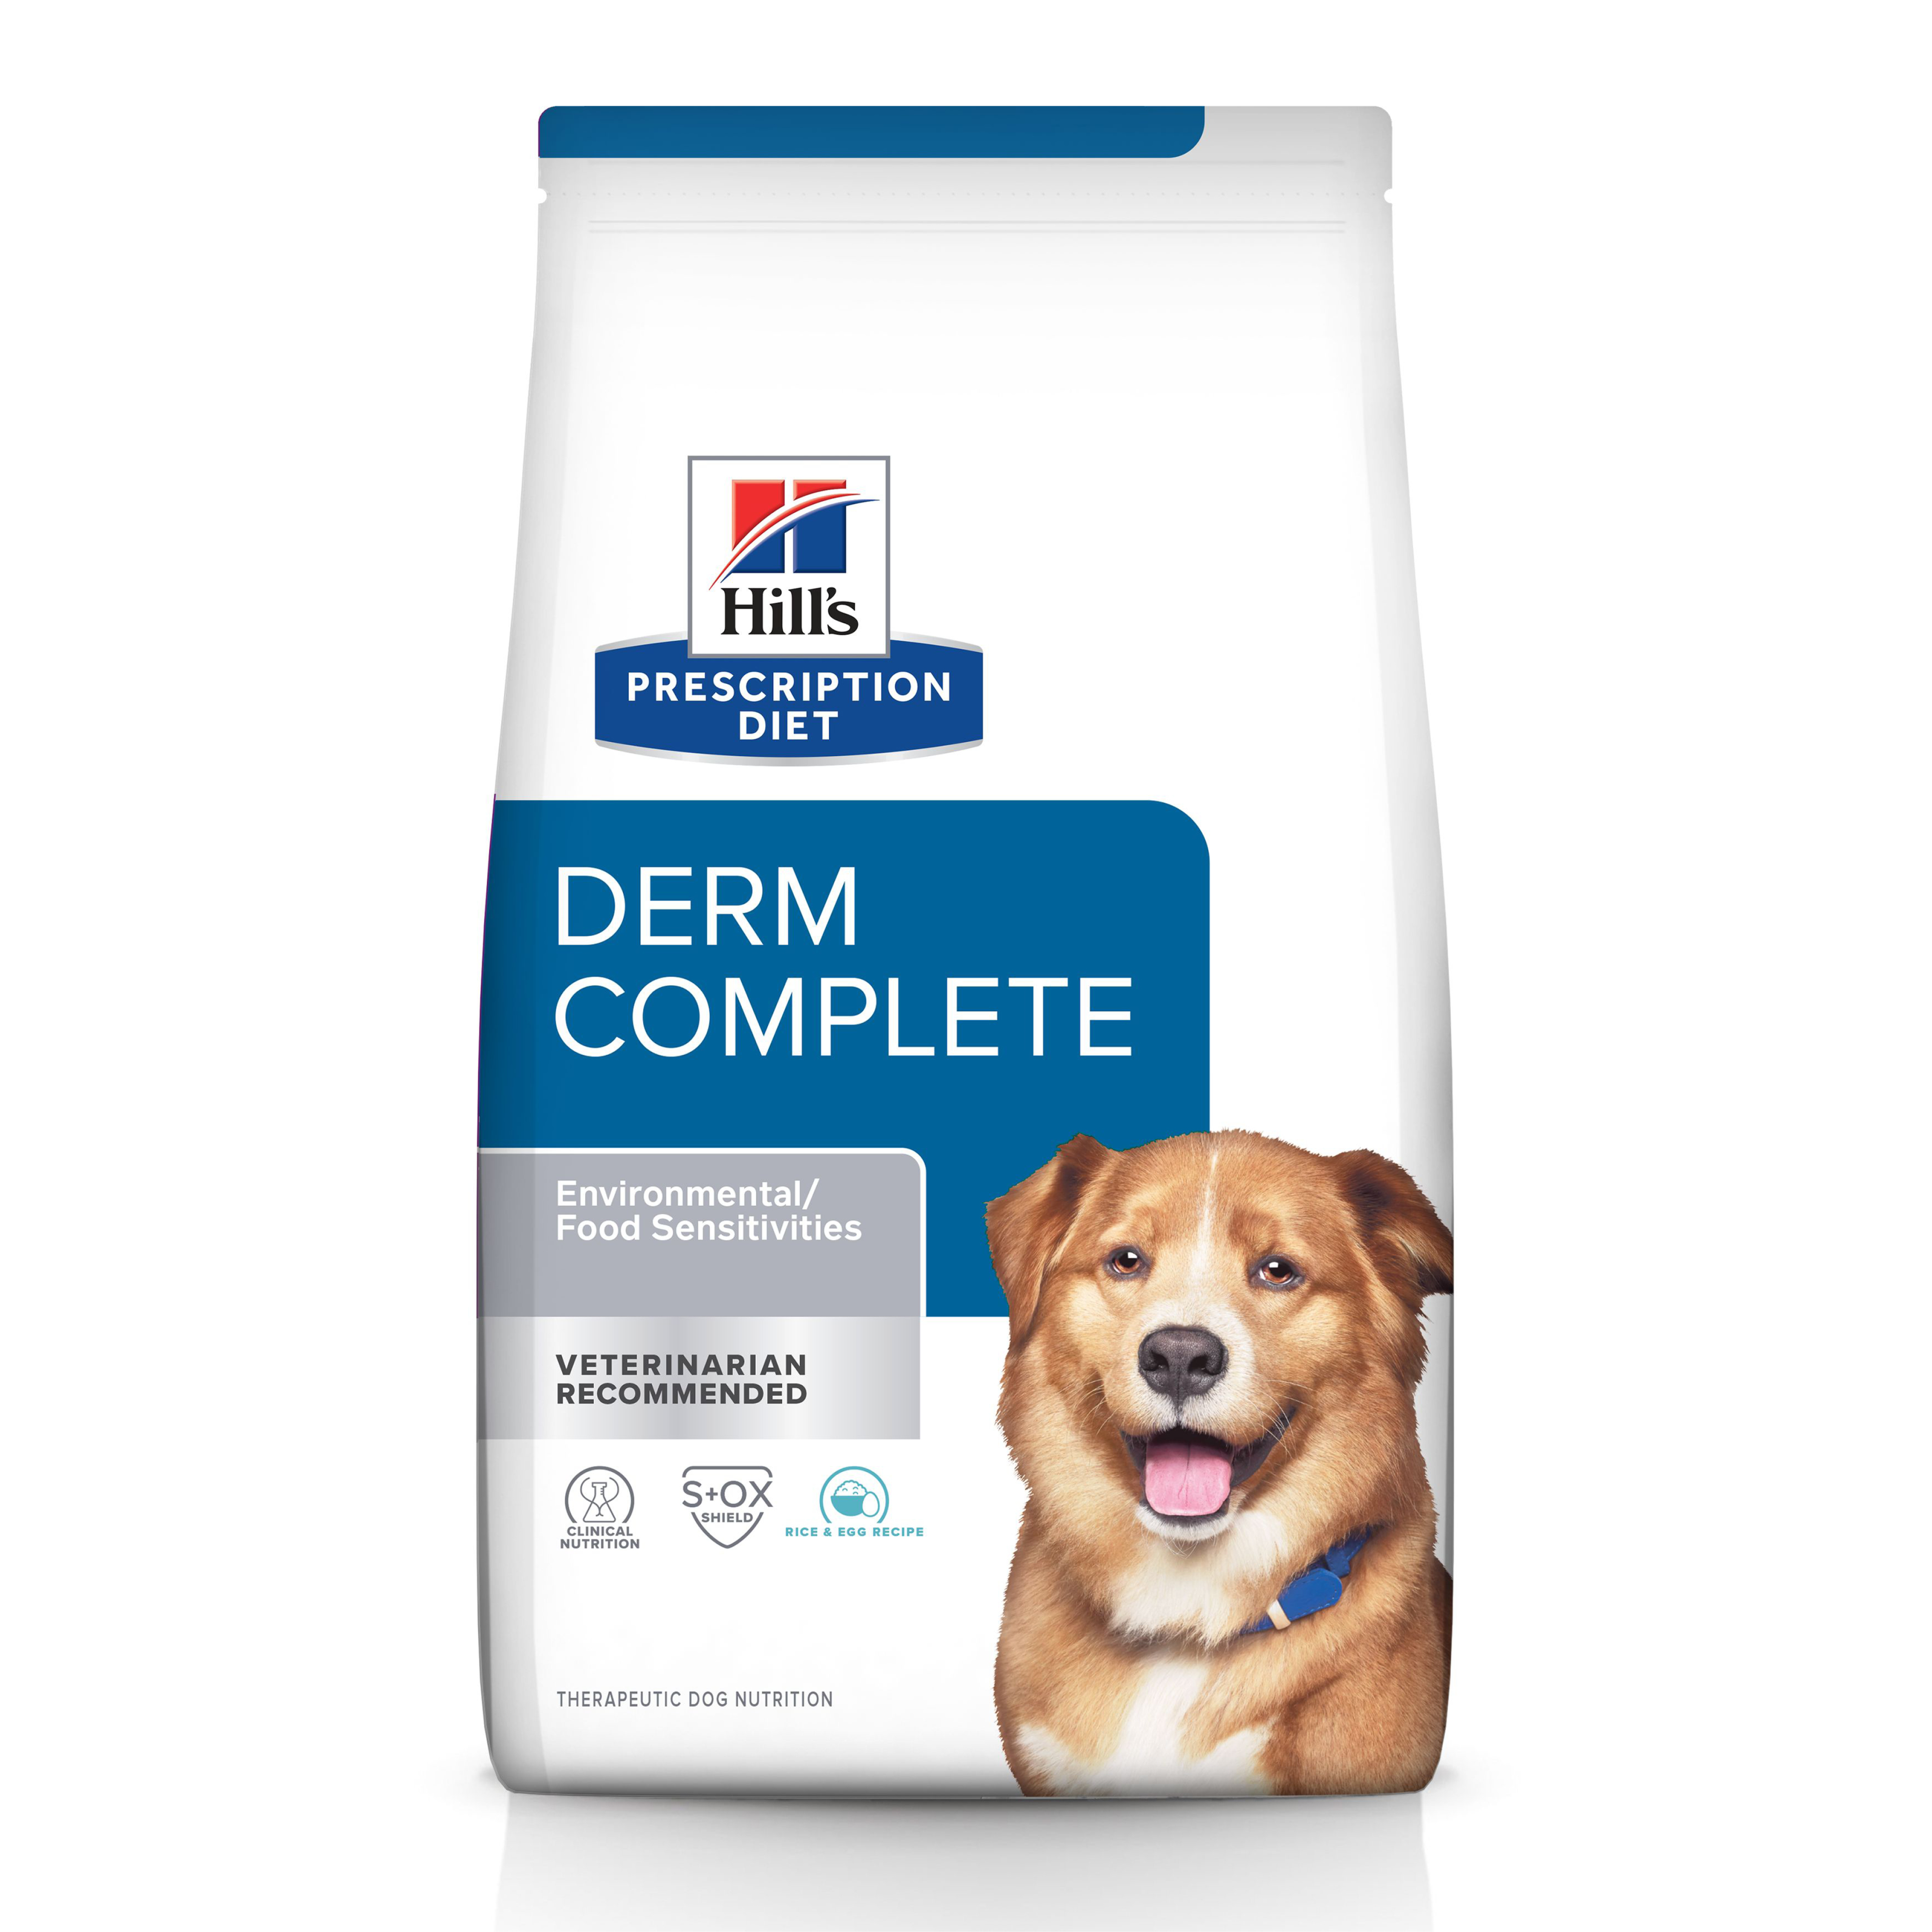 Hill's
PRESCRIPTION
DIET
DERM
COMPLETE
Environmental/
Food Sensitivities
VETERINARIAN
RECOMMENDED
CLINICAL
NUTRITION
S+OX
SHIELD
RICE & EGG RECIPE
THERAPEUTIC DOG NUTRITION